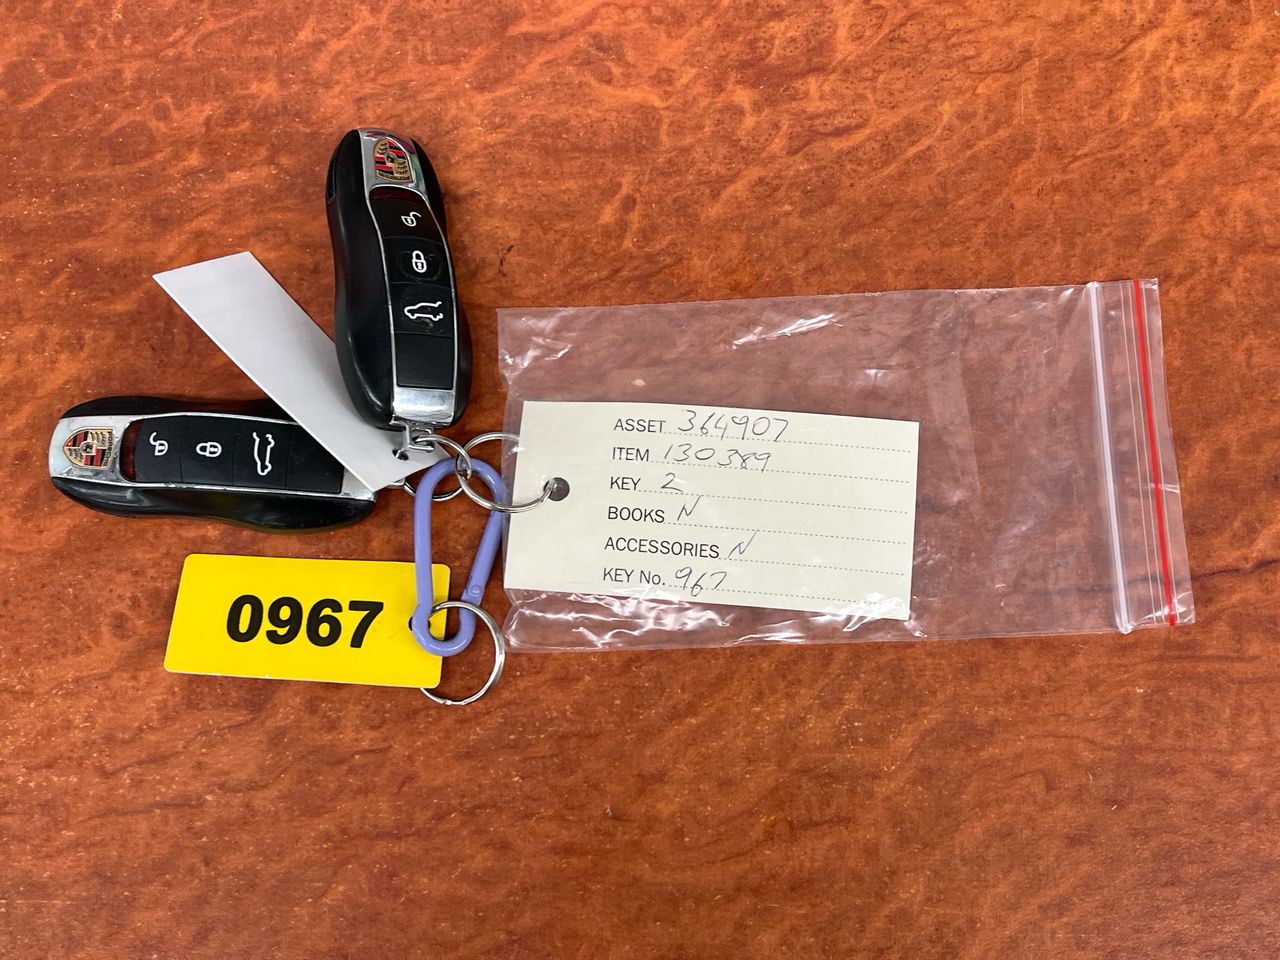 ASSET 364907
ITEM 130389
KEY 2
BOOKS N
ACCESSORIES N
KEY No. 967
0967